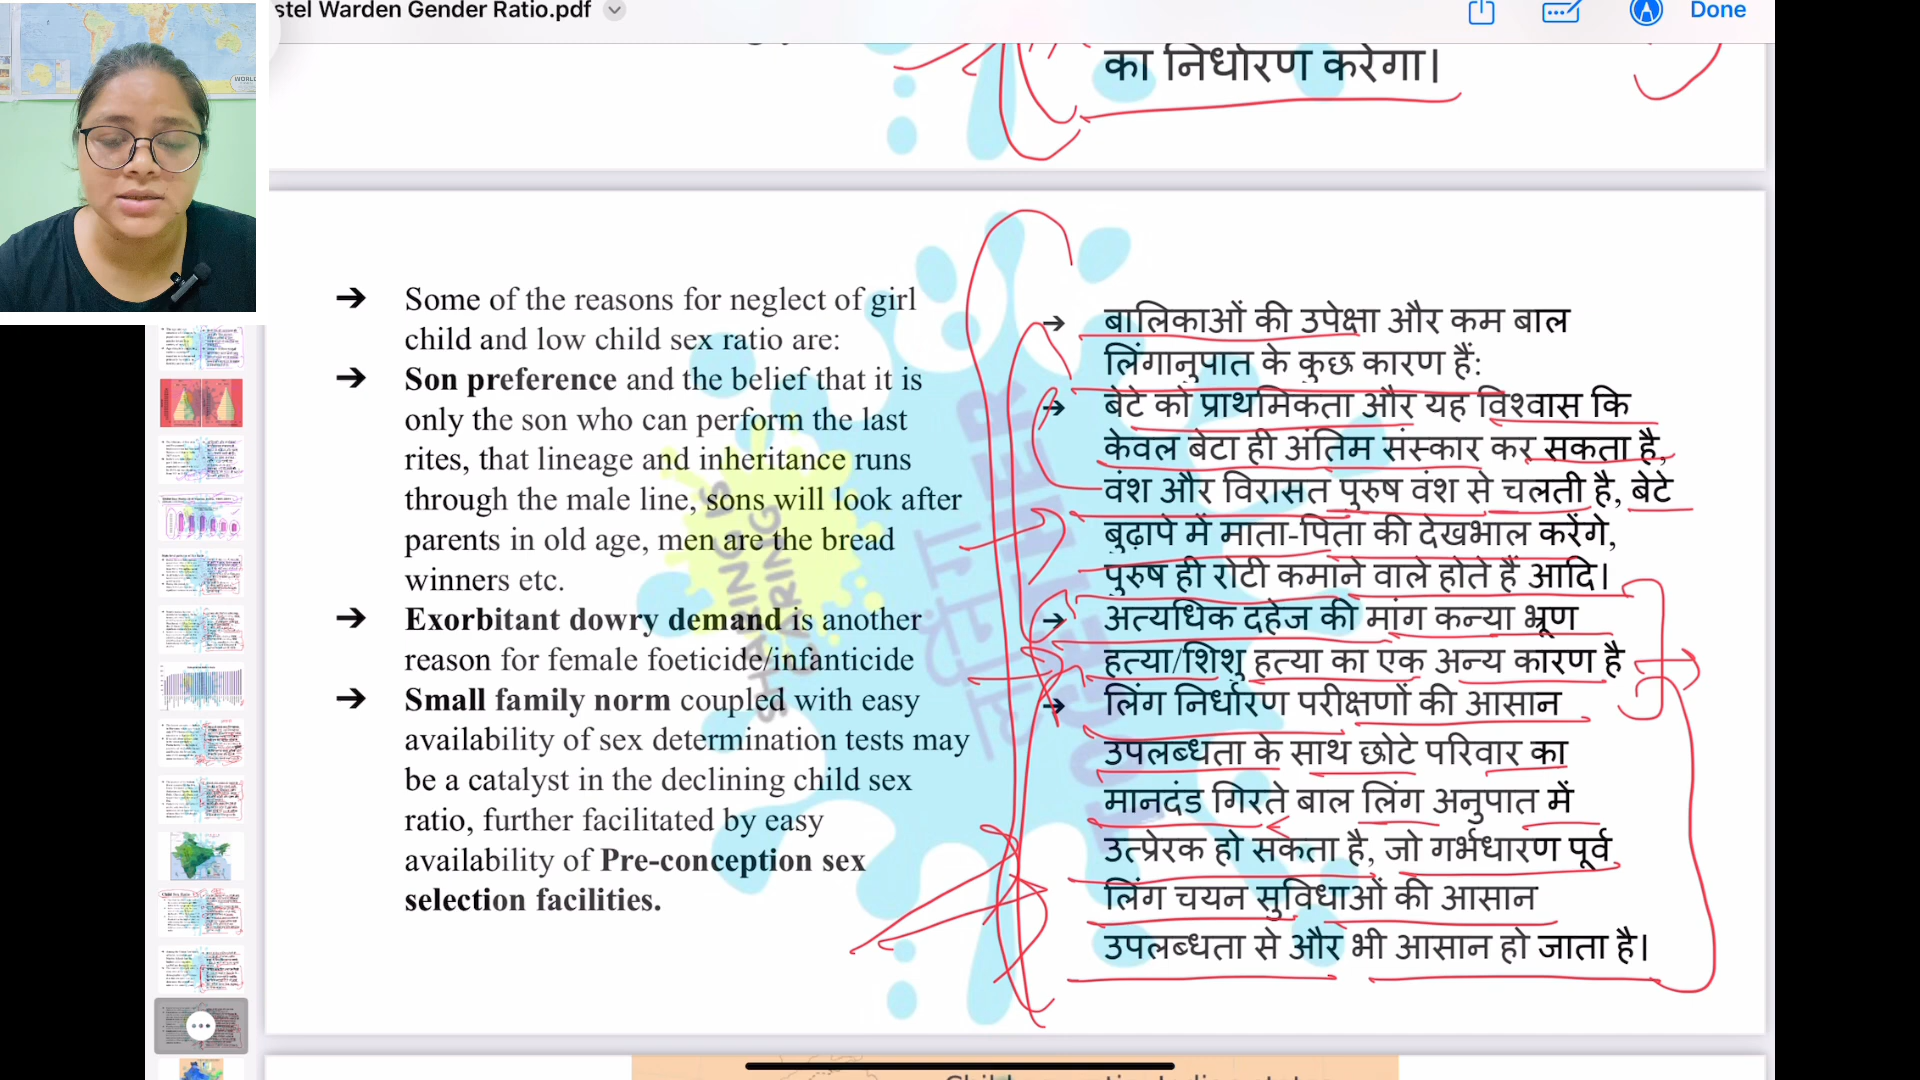 stel Warden Gender Ratio.pdf
Done
WORLD
का निर्धारण करेगा।
➔ Some of the reasons for neglect of girl
child and low child sex ratio are:
➔ Son preference and the belief that it is
only the son who can perform the last
rites, that lineage and inheritance runs
through the male line, sons will look after
parents in old age, men are the bread
winners etc.
➔ Exorbitant dowry demand is another
reason for female foeticide/infanticide
➔ Small family norm coupled with easy
availability of sex determination tests may
be a catalyst in the declining child sex
ratio, further facilitated by easy
availability of Pre-conception sex
selection facilities.
➔ बालिकाओं की उपेक्षा और कम बाल
लिंगानुपात के कुछ कारण हैं:
➔ बेटे को प्राथमिकता और यह विश्वास कि
केवल बेटा ही अंतिम संस्कार कर सकता है,
वंश और विरासत पुरुष वंश से चलती है, बेटे
बुढ़ापे में माता-पिता की देखभाल करेंगे,
पुरुष ही रोटी कमाने वाले होते हैं आदि।
➔ अत्यधिक दहेज की मांग कन्या भ्रूण
हत्या/शिशु हत्या का एक अन्य कारण है
➔ लिंग निर्धारण परीक्षणों की आसान
उपलब्धता के साथ छोटे परिवार का
मानदंड गिरते बाल लिंग अनुपात में
उत्प्रेरक हो सकता है, जो गर्भधारण पूर्व
लिंग चयन सुविधाओं की आसान
उपलब्धता से और भी आसान हो जाता है।
SHARING IS
CARING